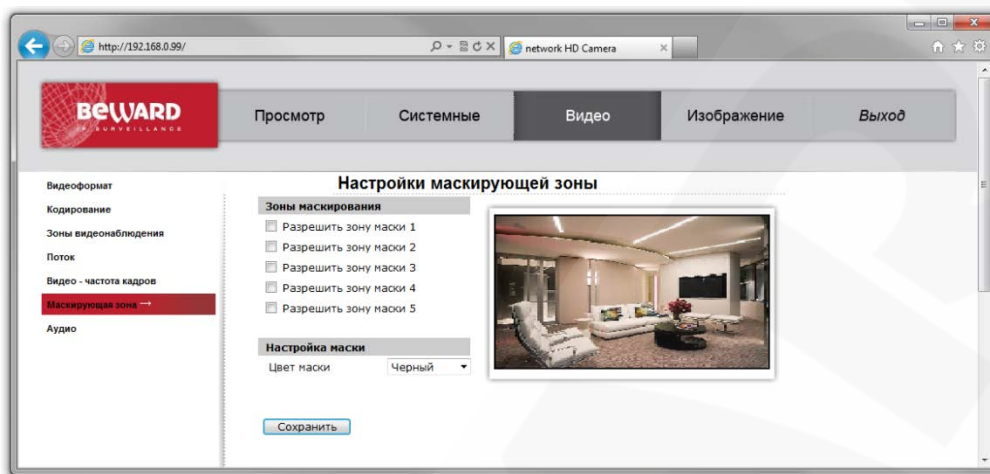 http://192.168.0.99/
network HD Camera
BEWARD
IP SURVEILLANCE
Просмотр
Системные
Видео
Изображение
Выход
Видеоформат
Кодирование
Зоны видеонаблюдения
Поток
Видео - частота кадров
Маскирующая зона →
Аудио
Настройки маскирующей зоны
Зоны маскирования
Разрешить зону маски 1
Разрешить зону маски 2
Разрешить зону маски 3
Разрешить зону маски 4
Разрешить зону маски 5
Настройка маски
Цвет маски Черный
Сохранить